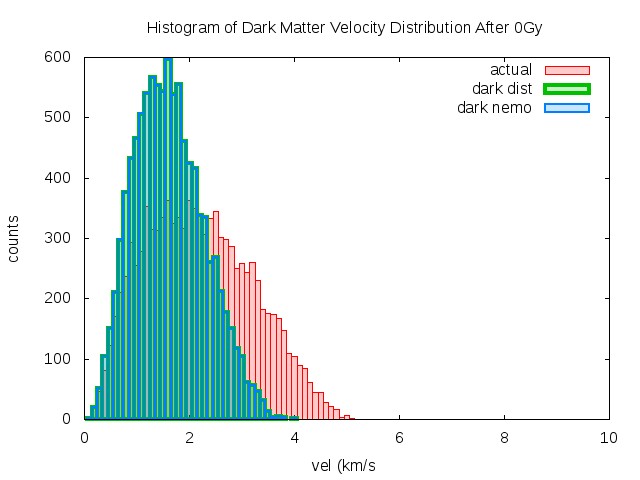 Histogram of Dark Matter Velocity Distribution After 0Gy
600
500
400
300
200
100
0
counts
actual
dark dist
dark nemo
0 2 4 6 8 10
vel (km/s